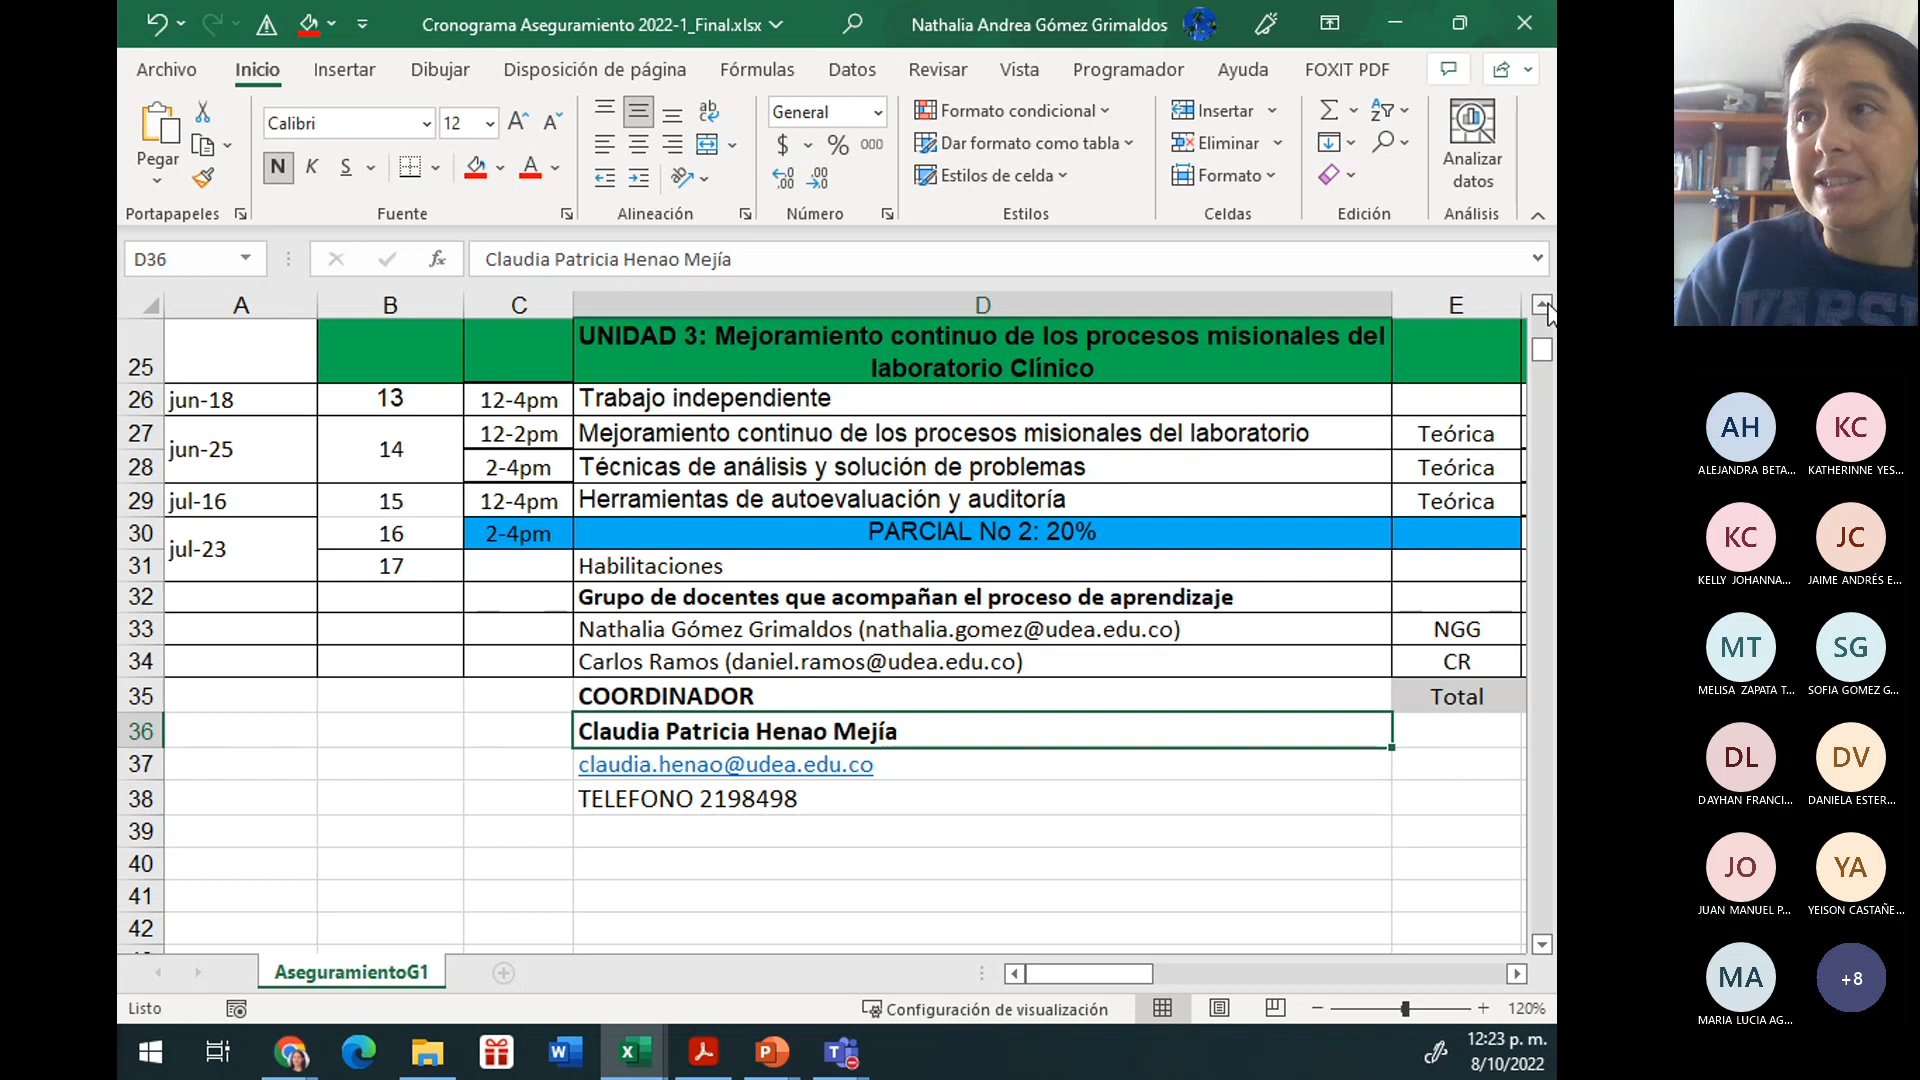 Cronograma Aseguramiento 2022-1_Final.xlsx
Nathalia Andrea Gómez Grimaldos
Archivo Inicio Insertar Dibujar Disposición de página Fórmulas Datos Revisar Vista Programador Ayuda FOXIT PDF
Pegar
Calibri 12
N K S
General
$ % 000
Formato condicional
Dar formato como tabla
Estilos de celda
Insertar
Eliminar
Formato
Analizar datos
Portapapeles Fuente Alineación Número Estilos Celdas Edición Análisis
D36 fx Claudia Patricia Henao Mejía
A B C D E
25 UNIDAD 3: Mejoramiento continuo de los procesos misionales del
laboratorio Clínico
26 jun-18 13 12-4pm Trabajo independiente
27 jun-25 14 12-2pm Mejoramiento continuo de los procesos misionales del laboratorio Teórica
28 2-4pm Técnicas de análisis y solución de problemas Teórica
29 jul-16 15 12-4pm Herramientas de autoevaluación y auditoría Teórica
30 jul-23 16 2-4pm PARCIAL No 2: 20%
31 17 Habilitaciones
32 Grupo de docentes que acompañan el proceso de aprendizaje
33 Nathalia Gómez Grimaldos (nathalia.gomez@udea.edu.co) NGG
34 Carlos Ramos (daniel.ramos@udea.edu.co) CR
35 COORDINADOR Total
36 Claudia Patricia Henao Mejía
37 claudia.henao@udea.edu.co
38 TELEFONO 2198498
39
40
41
42
AseguramientoG1
Listo
Configuración de visualización
120%
12:23 p. m.
8/10/2022
AH KC
ALEJANDRA BETA... KATHERINNE YES...
KC JC
KELLY JOHANNA... JAIME ANDRÉS E...
MT SG
MELISA ZAPATA T... SOFIA GOMEZ G...
DL DV
DAYHAN FRANCI... DANIELA ESTER...
JO YA
JUAN MANUEL P... YEISON CASTAÑE...
MA +8
MARIA LUCIA AG...